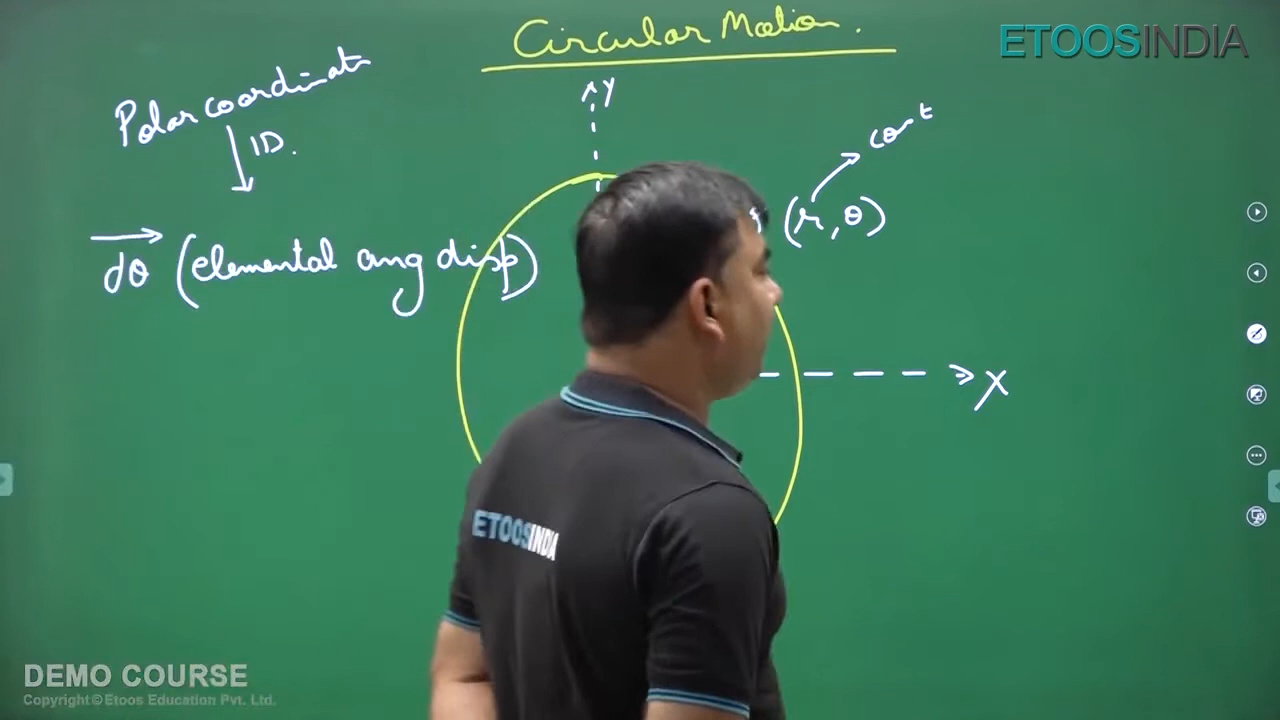 Circular Motion.
ETOOSINDIA
Y
Polar coordinate
1D.
const
(r, θ)
dθ (elemental ang disp)
X
ETOOSINDIA
DEMO COURSE
Copyright © Etoos Education Pvt. Ltd.